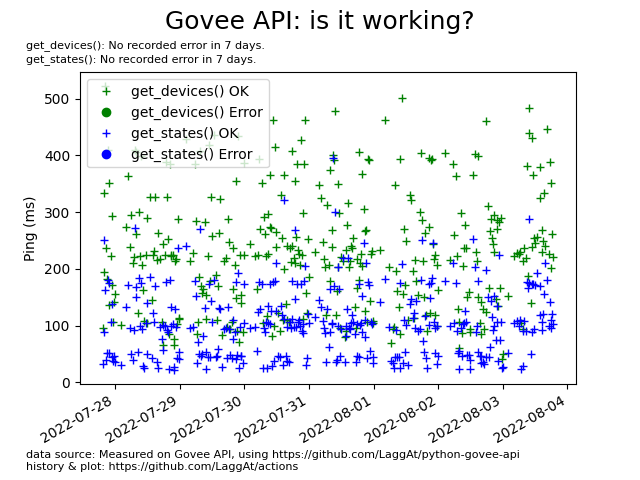 Govee API: is it working?
get_devices(): No recorded error in 7 days.
get_states(): No recorded error in 7 days.
get_devices() OK
get_devices() Error
get_states() OK
get_states() Error
Ping (ms)
500
400
300
200
100
0
2022-07-28
2022-07-29
2022-07-30
2022-07-31
2022-08-01
2022-08-02
2022-08-03
2022-08-04
data source: Measured on Govee API, using https://github.com/LaggAt/python-govee-api
history & plot: https://github.com/LaggAt/actions